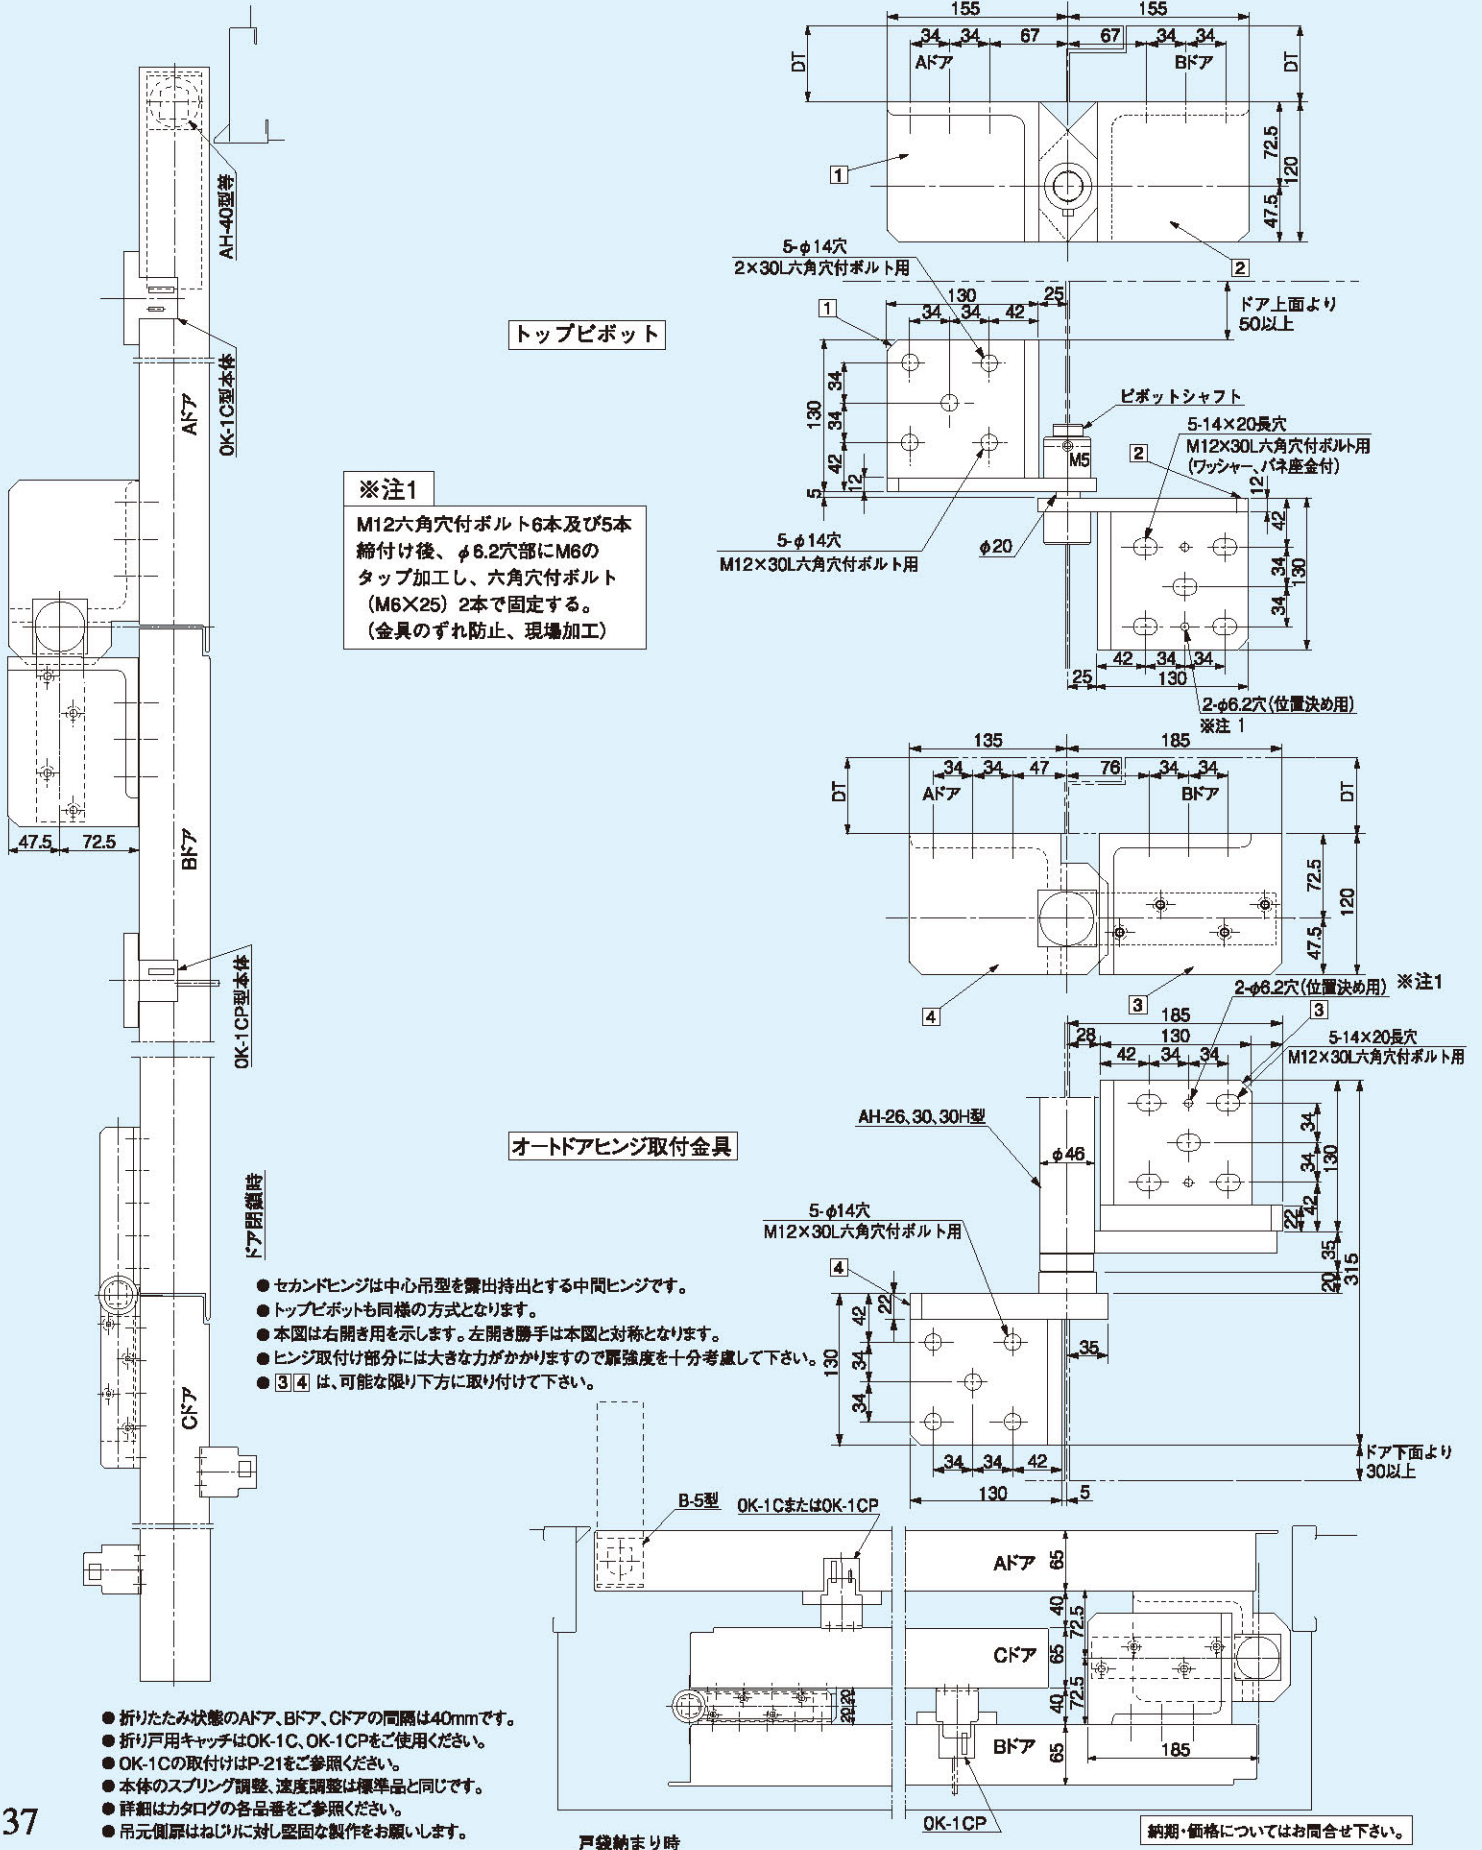 AH-40型等
OK-1C型本体
Aドア
47.5
72.5
Bドア
OK-1CP型本体
ドア閉鎖時
Cドア
トップピボット
※注1
M12六角穴付ボルト6本及び5本
締付け後、φ6.2穴部にM6の
タップ加工し、六角穴付ボルト
（M6×25）2本で固定する。
（金具のずれ防止、現場加工）
155
155
DT
34
34
67
67
34
34
DT
Aドア
Bドア
72.5
120
47.5
1
2
5-φ14穴
2×30L六角穴付ボルト用
130
25
ドア上面より
50以上
1
34
34
42
34
130
34
42
12
5
ピボットシャフト
M5
5-14×20長穴
M12×30L六角穴付ボルト用
(ワッシャー、バネ座金付)
2
12
42
34
130
34
5-φ14穴
M12×30L六角穴付ボルト用
φ20
42
34
34
25
130
2-φ6.2穴(位置決め用)
※注 1
135
185
DT
34
34
47
76
34
34
DT
Aドア
Bドア
72.5
120
47.5
4
3
2-φ6.2穴(位置決め用) ※注1
185
3
28
130
42
34
34
5-14×20長穴
M12×30L六角穴付ボルト用
オートドアヒンジ取付金具
AH-26、30、30H型
φ46
34
34
130
42
22
35
20
315
5-φ14穴
M12×30L六角穴付ボルト用
4
22
42
34
130
34
35
34
34
42
130
5
ドア下面より
30以上
● セカンドヒンジは中心吊型を露出持出とする中間ヒンジです。
● トップピボットも同様の方式となります。
● 本図は右開き用を示します。左開き勝手は本図と対称となります。
● ヒンジ取付け部分には大きな力がかかりますので扉強度を十分考慮して下さい。
● 3 4 は、可能な限り下方に取り付けて下さい。
B-5型
OK-1CまたはOK-1CP
Aドア
65
40
72.5
Cドア
65
20
20
40
72.5
Bドア
65
185
OK-1CP
戸袋納まり時
● 折りたたみ状態のAドア、Bドア、Cドアの間隔は40mmです。
● 折り戸用キャッチはOK-1C、OK-1CPをご使用ください。
● OK-1Cの取付けはP-21をご参照ください。
● 本体のスプリング調整、速度調整は標準品と同じです。
● 詳細はカタログの各品番をご参照ください。
● 吊元側扉はねじりに対し堅固な製作をお願いします。
37
納期・価格についてはお問合せ下さい。